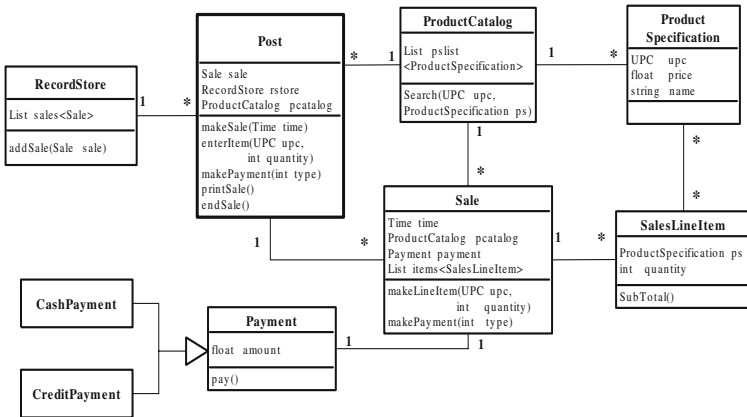 RecordStore
List sales<Sale>
addSale(Sale sale)
1
*
Post
Sale sale
RecordStore rstore
ProductCatalog pcatalog
makeSale(Time time)
enterItem(UPC upc,
int quantity)
makePayment(int type)
printSale()
endSale()
*
1
ProductCatalog
List pslist
<ProductSpecification>
Search(UPC upc,
ProductSpecification ps)
1
*
Product
Specification
UPC upc
float price
string name
1
*
*
*
1
*
Sale
Time time
ProductCatalog pcatalog
Payment payment
List items<SalesLineItem>
makeLineItem(UPC upc,
int quantity)
makePayment(int type)
1
*
SalesLineItem
ProductSpecification ps
int quantity
SubTotal()
CashPayment
CreditPayment
Payment
float amount
pay()
1
1